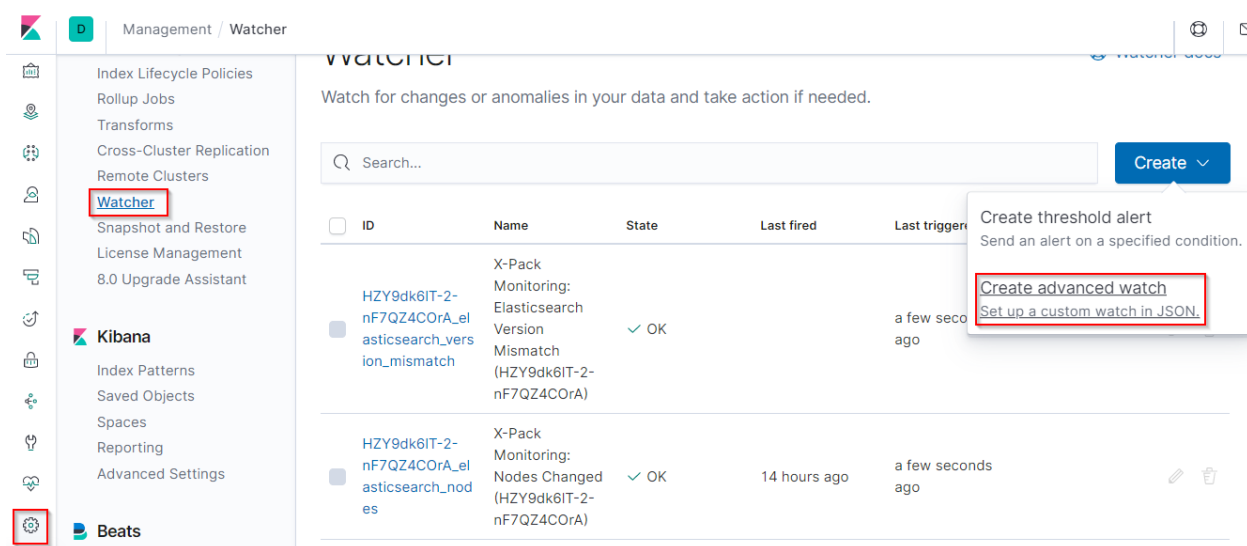 D
Management / Watcher
Index Lifecycle Policies
Rollup Jobs
Transforms
Cross-Cluster Replication
Remote Clusters
Watcher
Snapshot and Restore
License Management
8.0 Upgrade Assistant
Kibana
Index Patterns
Saved Objects
Spaces
Reporting
Advanced Settings
Beats
Watcher
Watcher docs
Watch for changes or anomalies in your data and take action if needed.
Search...
Create
Create threshold alert
Send an alert on a specified condition.
Create advanced watch
Set up a custom watch in JSON.
ID
Name
State
Last fired
Last triggere
HZY9dk6IT-2-
nF7QZ4COrA_el
asticsearch_vers
ion_mismatch
X-Pack
Monitoring:
Elasticsearch
Version
Mismatch
(HZY9dk6IT-2-
nF7QZ4COrA)
OK
a few seco
ago
HZY9dk6IT-2-
nF7QZ4COrA_el
asticsearch_nod
es
X-Pack
Monitoring:
Nodes Changed
(HZY9dk6IT-2-
nF7QZ4COrA)
OK
14 hours ago
a few seconds
ago